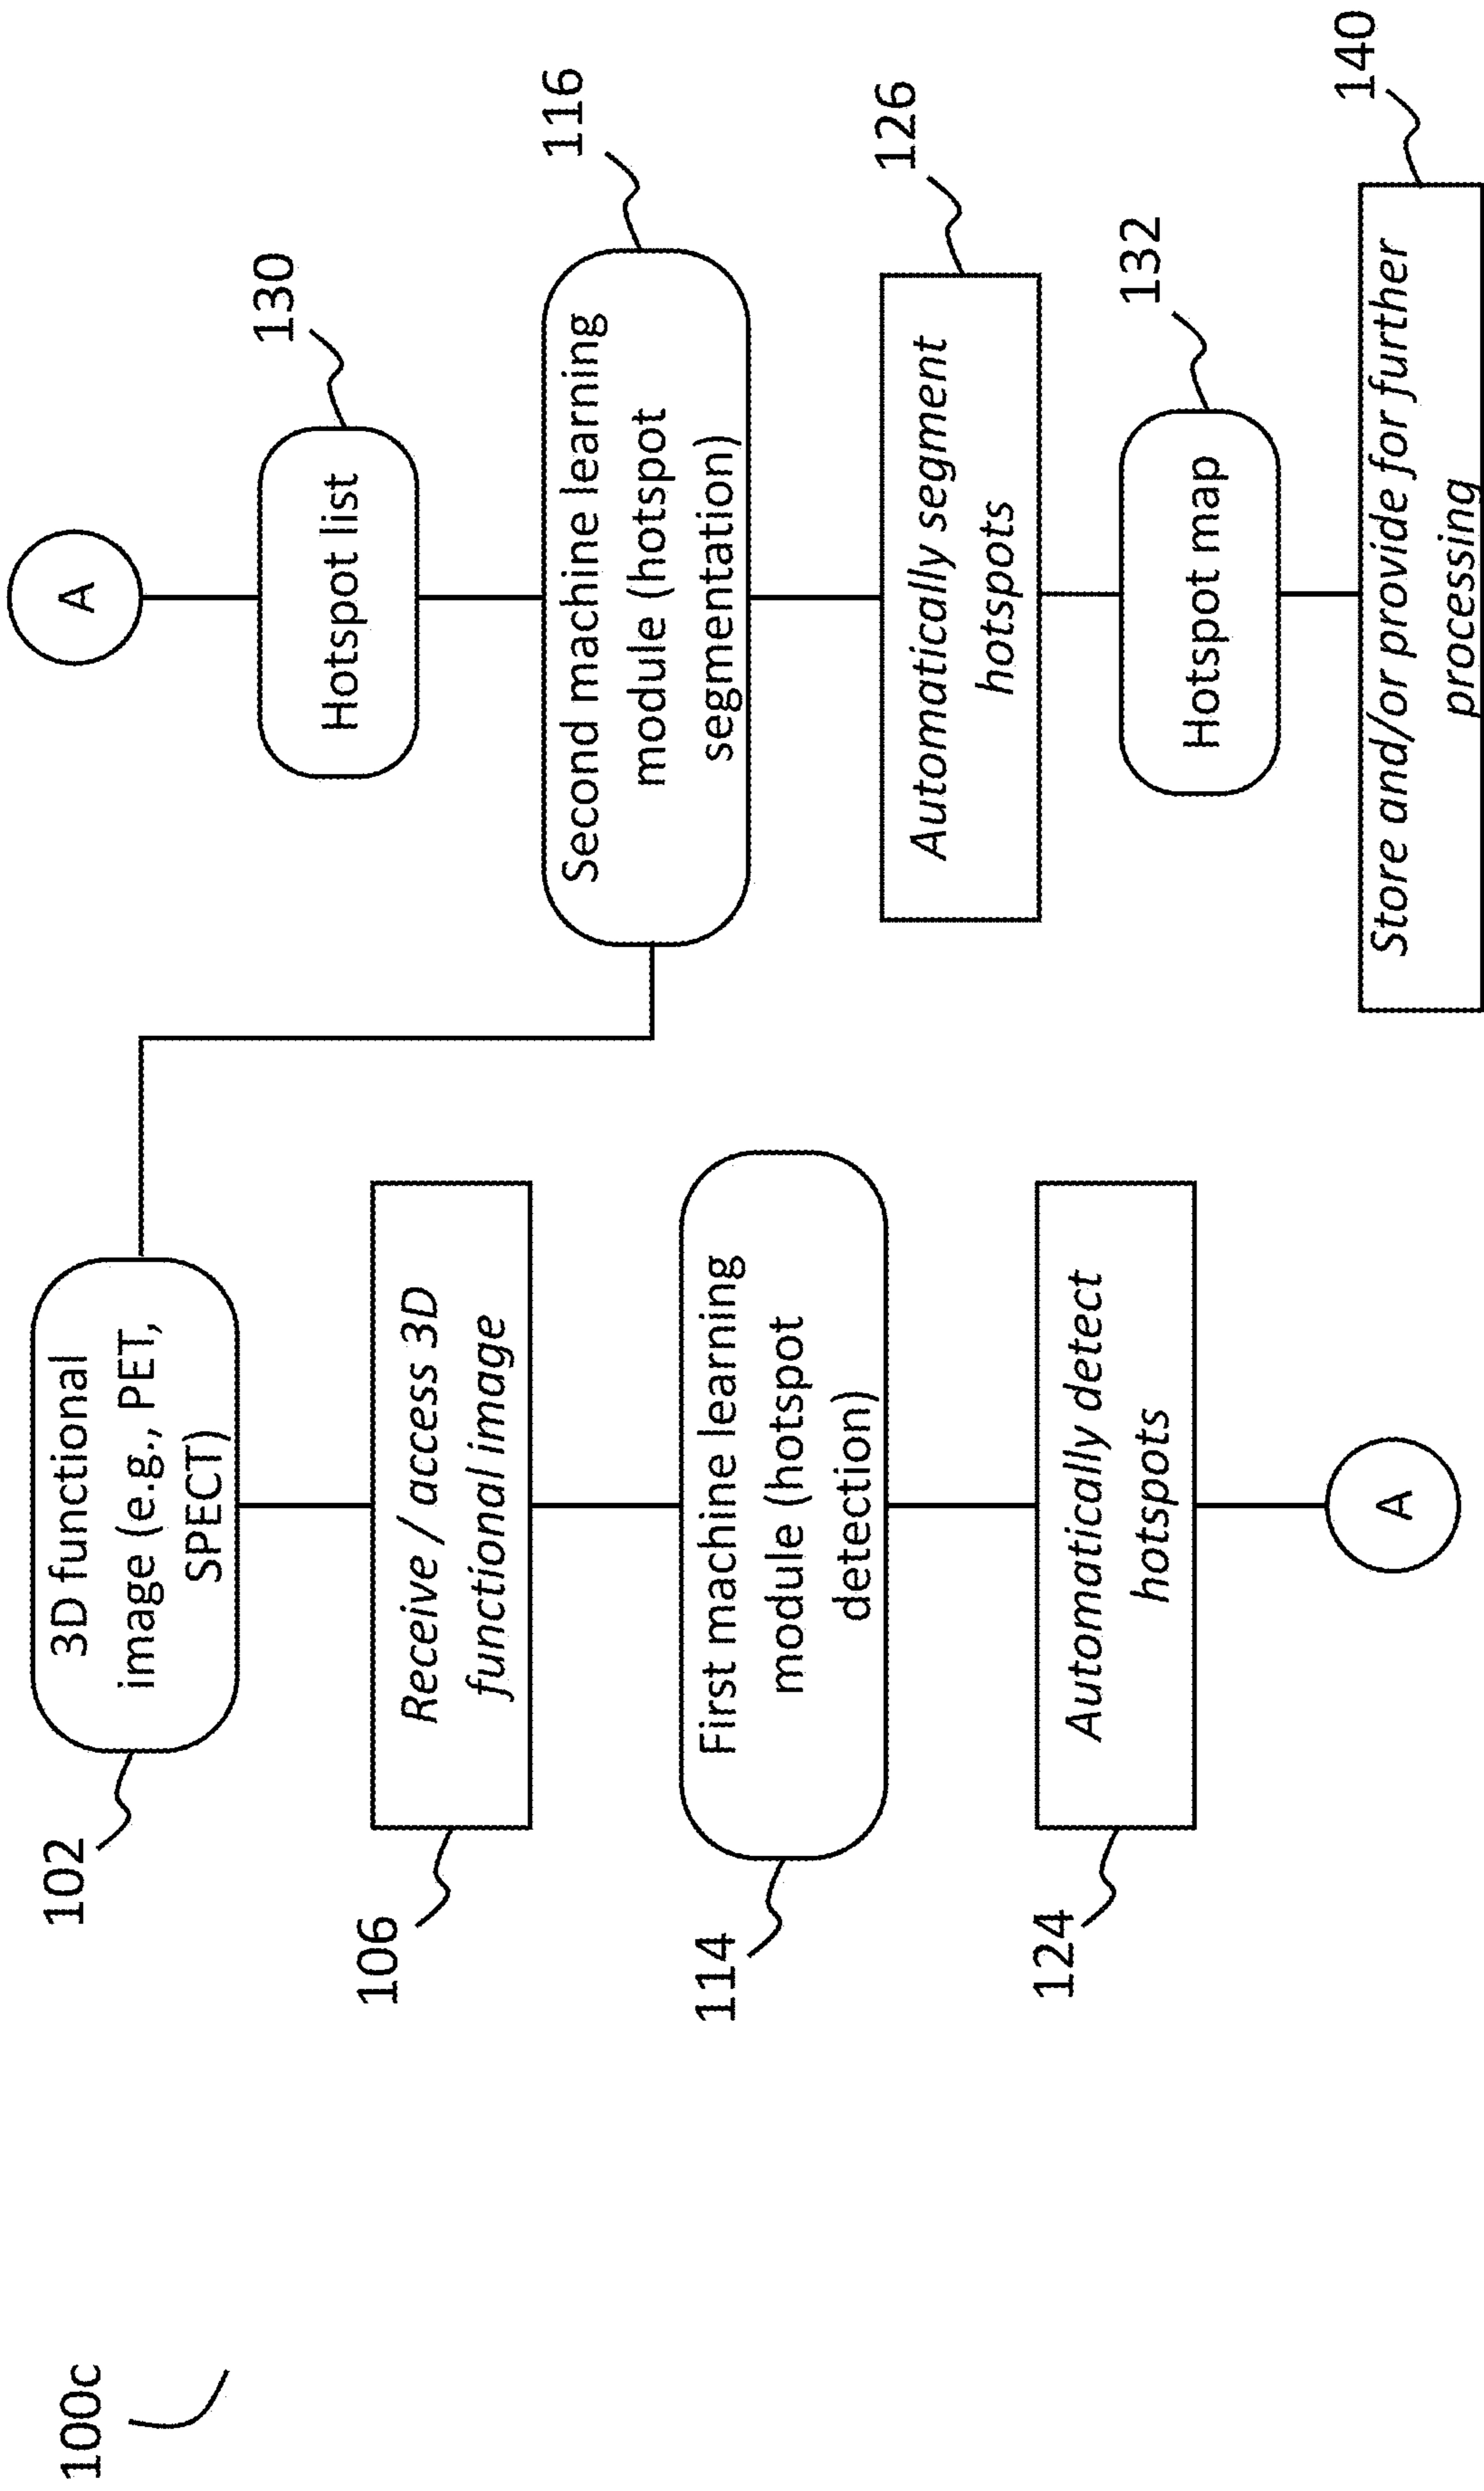 100c
102
3D functional
image (e.g., PET,
SPECT)
106
Receive / access 3D
functional image
114
First machine learning
module (hotspot
detection)
124
Automatically detect
hotspots
A
A
130
Hotspot list
116
Second machine learning
module (hotspot
segmentation)
126
Automatically segment
hotspots
132
Hotspot map
140
Store and/or provide for further
processing